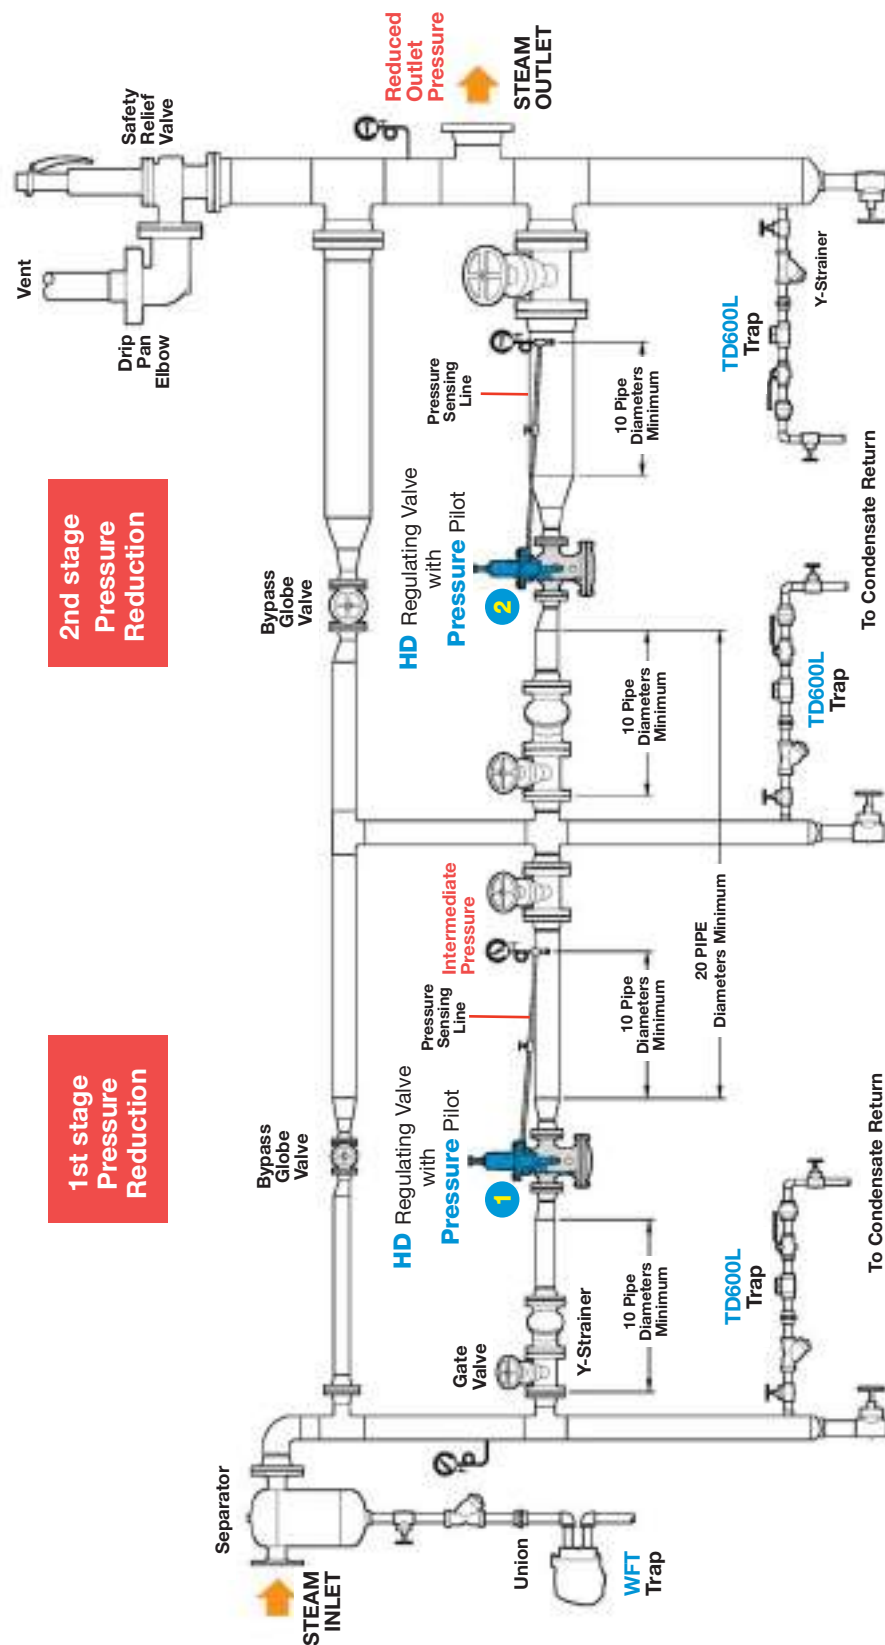 1st stage
Pressure
Reduction
2nd stage
Pressure
Reduction
Vent
Safety
Relief
Valve
Drip
Pan
Elbow
Reduced
Outlet
Pressure
STEAM
OUTLET
Separator
STEAM
INLET
Bypass
Globe
Valve
Bypass
Globe
Valve
HD Regulating Valve
with
Pressure Pilot
1
Pressure
Sensing
Line
Intermediate
Pressure
HD Regulating Valve
with
Pressure Pilot
2
Pressure
Sensing
Line
Gate
Valve
Y-Strainer
10 Pipe
Diameters
Minimum
10 Pipe
Diameters
Minimum
10 Pipe
Diameters
Minimum
10 Pipe
Diameters
Minimum
20 PIPE
Diameters Minimum
Union
WFT
Trap
TD600L
Trap
To Condensate Return
TD600L
Trap
To Condensate Return
TD600L
Trap
Y-Strainer